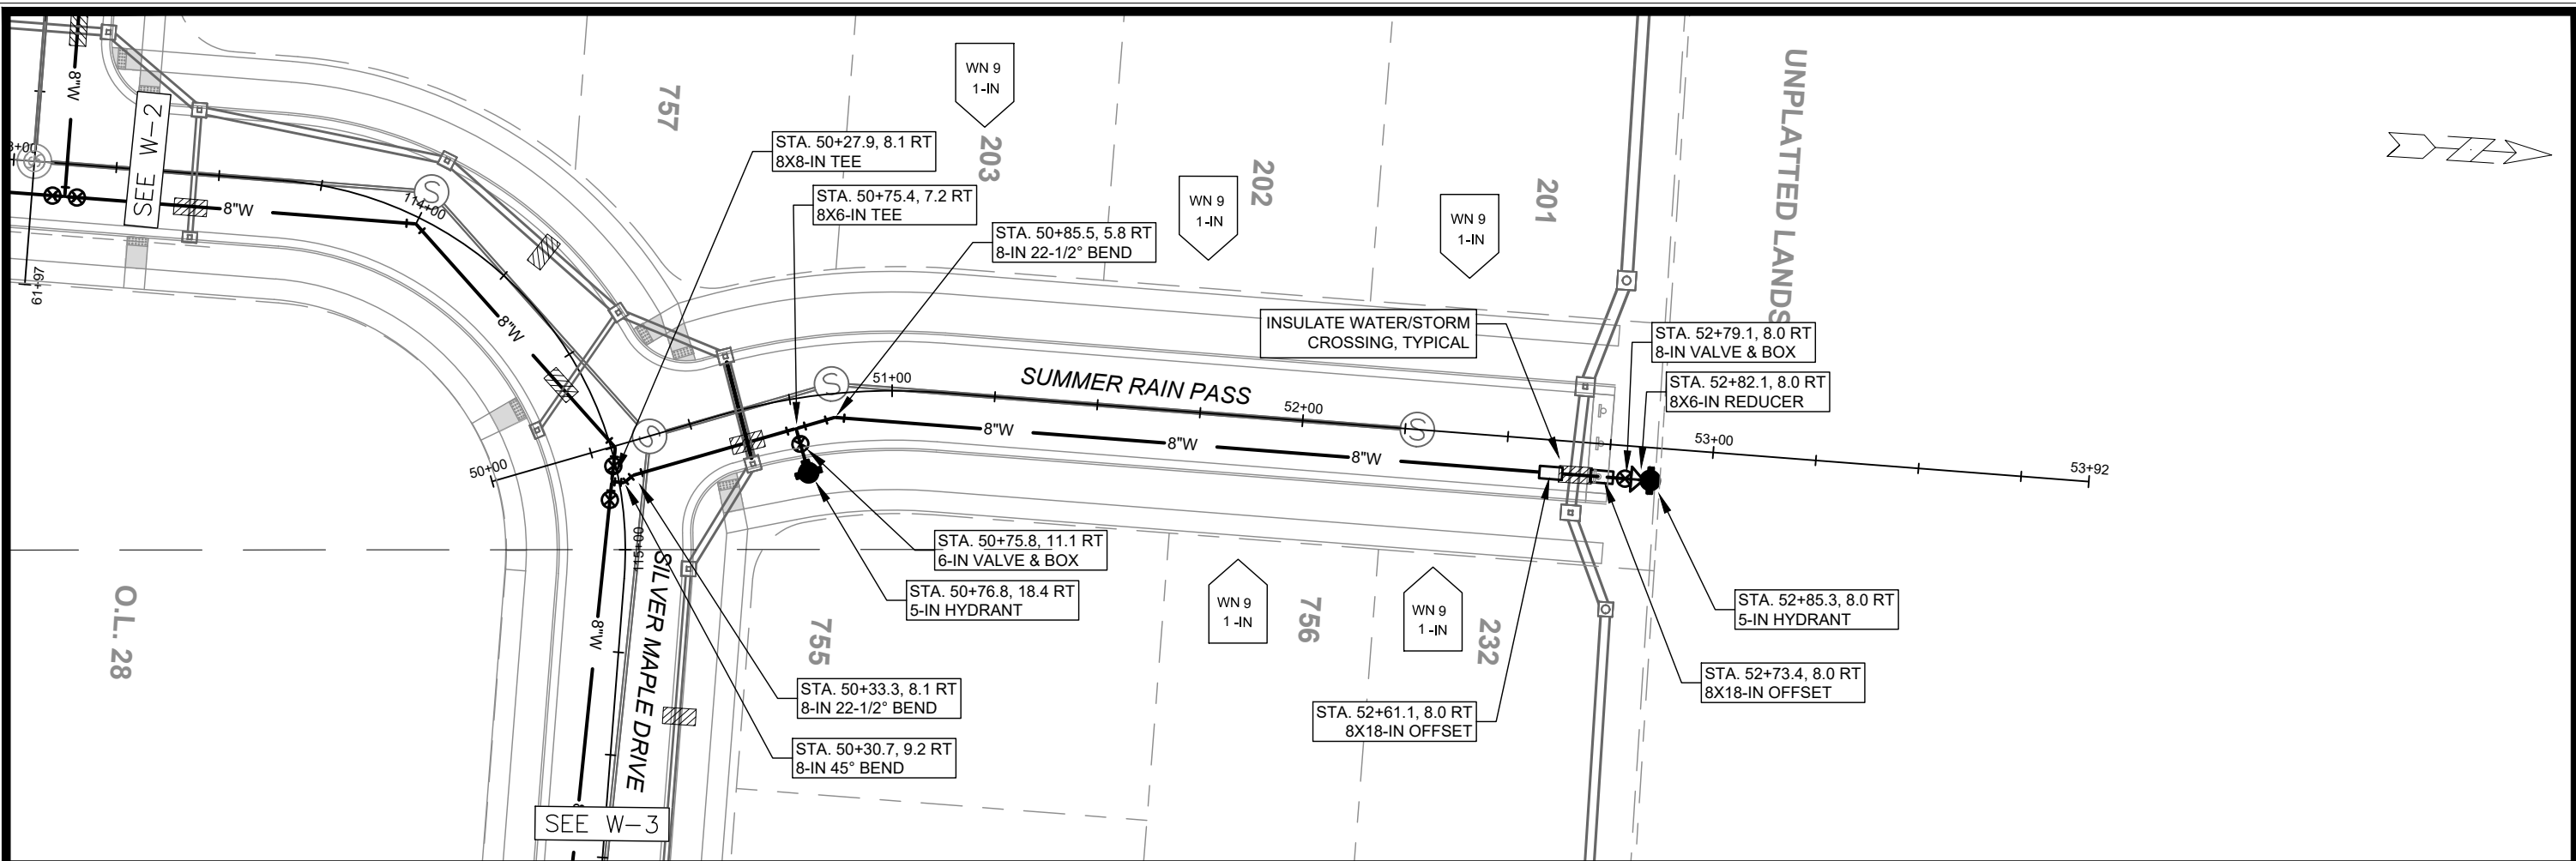 8"W
SEE W-2
3+00
61+97
8"W
114+00
8"W
757
WN 9
1-IN
203
WN 9
1-IN
202
WN 9
1-IN
201
UNPLATTED LANDS
STA. 50+27.9, 8.1 RT
8X8-IN TEE
STA. 50+75.4, 7.2 RT
8X6-IN TEE
STA. 50+85.5, 5.8 RT
8-IN 22-1/2° BEND
INSULATE WATER/STORM
CROSSING, TYPICAL
STA. 52+79.1, 8.0 RT
8-IN VALVE & BOX
STA. 52+82.1, 8.0 RT
8X6-IN REDUCER
S
S
S
S
50+00
51+00
SUMMER RAIN PASS
52+00
53+00
53+92
8"W
8"W
8"W
115+00
8"W
SILVER MAPLE DRIVE
O.L. 28
STA. 50+75.8, 11.1 RT
6-IN VALVE & BOX
STA. 50+76.8, 18.4 RT
5-IN HYDRANT
755
WN 9
1-IN
756
WN 9
1-IN
232
STA. 52+85.3, 8.0 RT
5-IN HYDRANT
STA. 52+73.4, 8.0 RT
8X18-IN OFFSET
STA. 52+61.1, 8.0 RT
8X18-IN OFFSET
STA. 50+33.3, 8.1 RT
8-IN 22-1/2° BEND
STA. 50+30.7, 9.2 RT
8-IN 45° BEND
SEE W-3